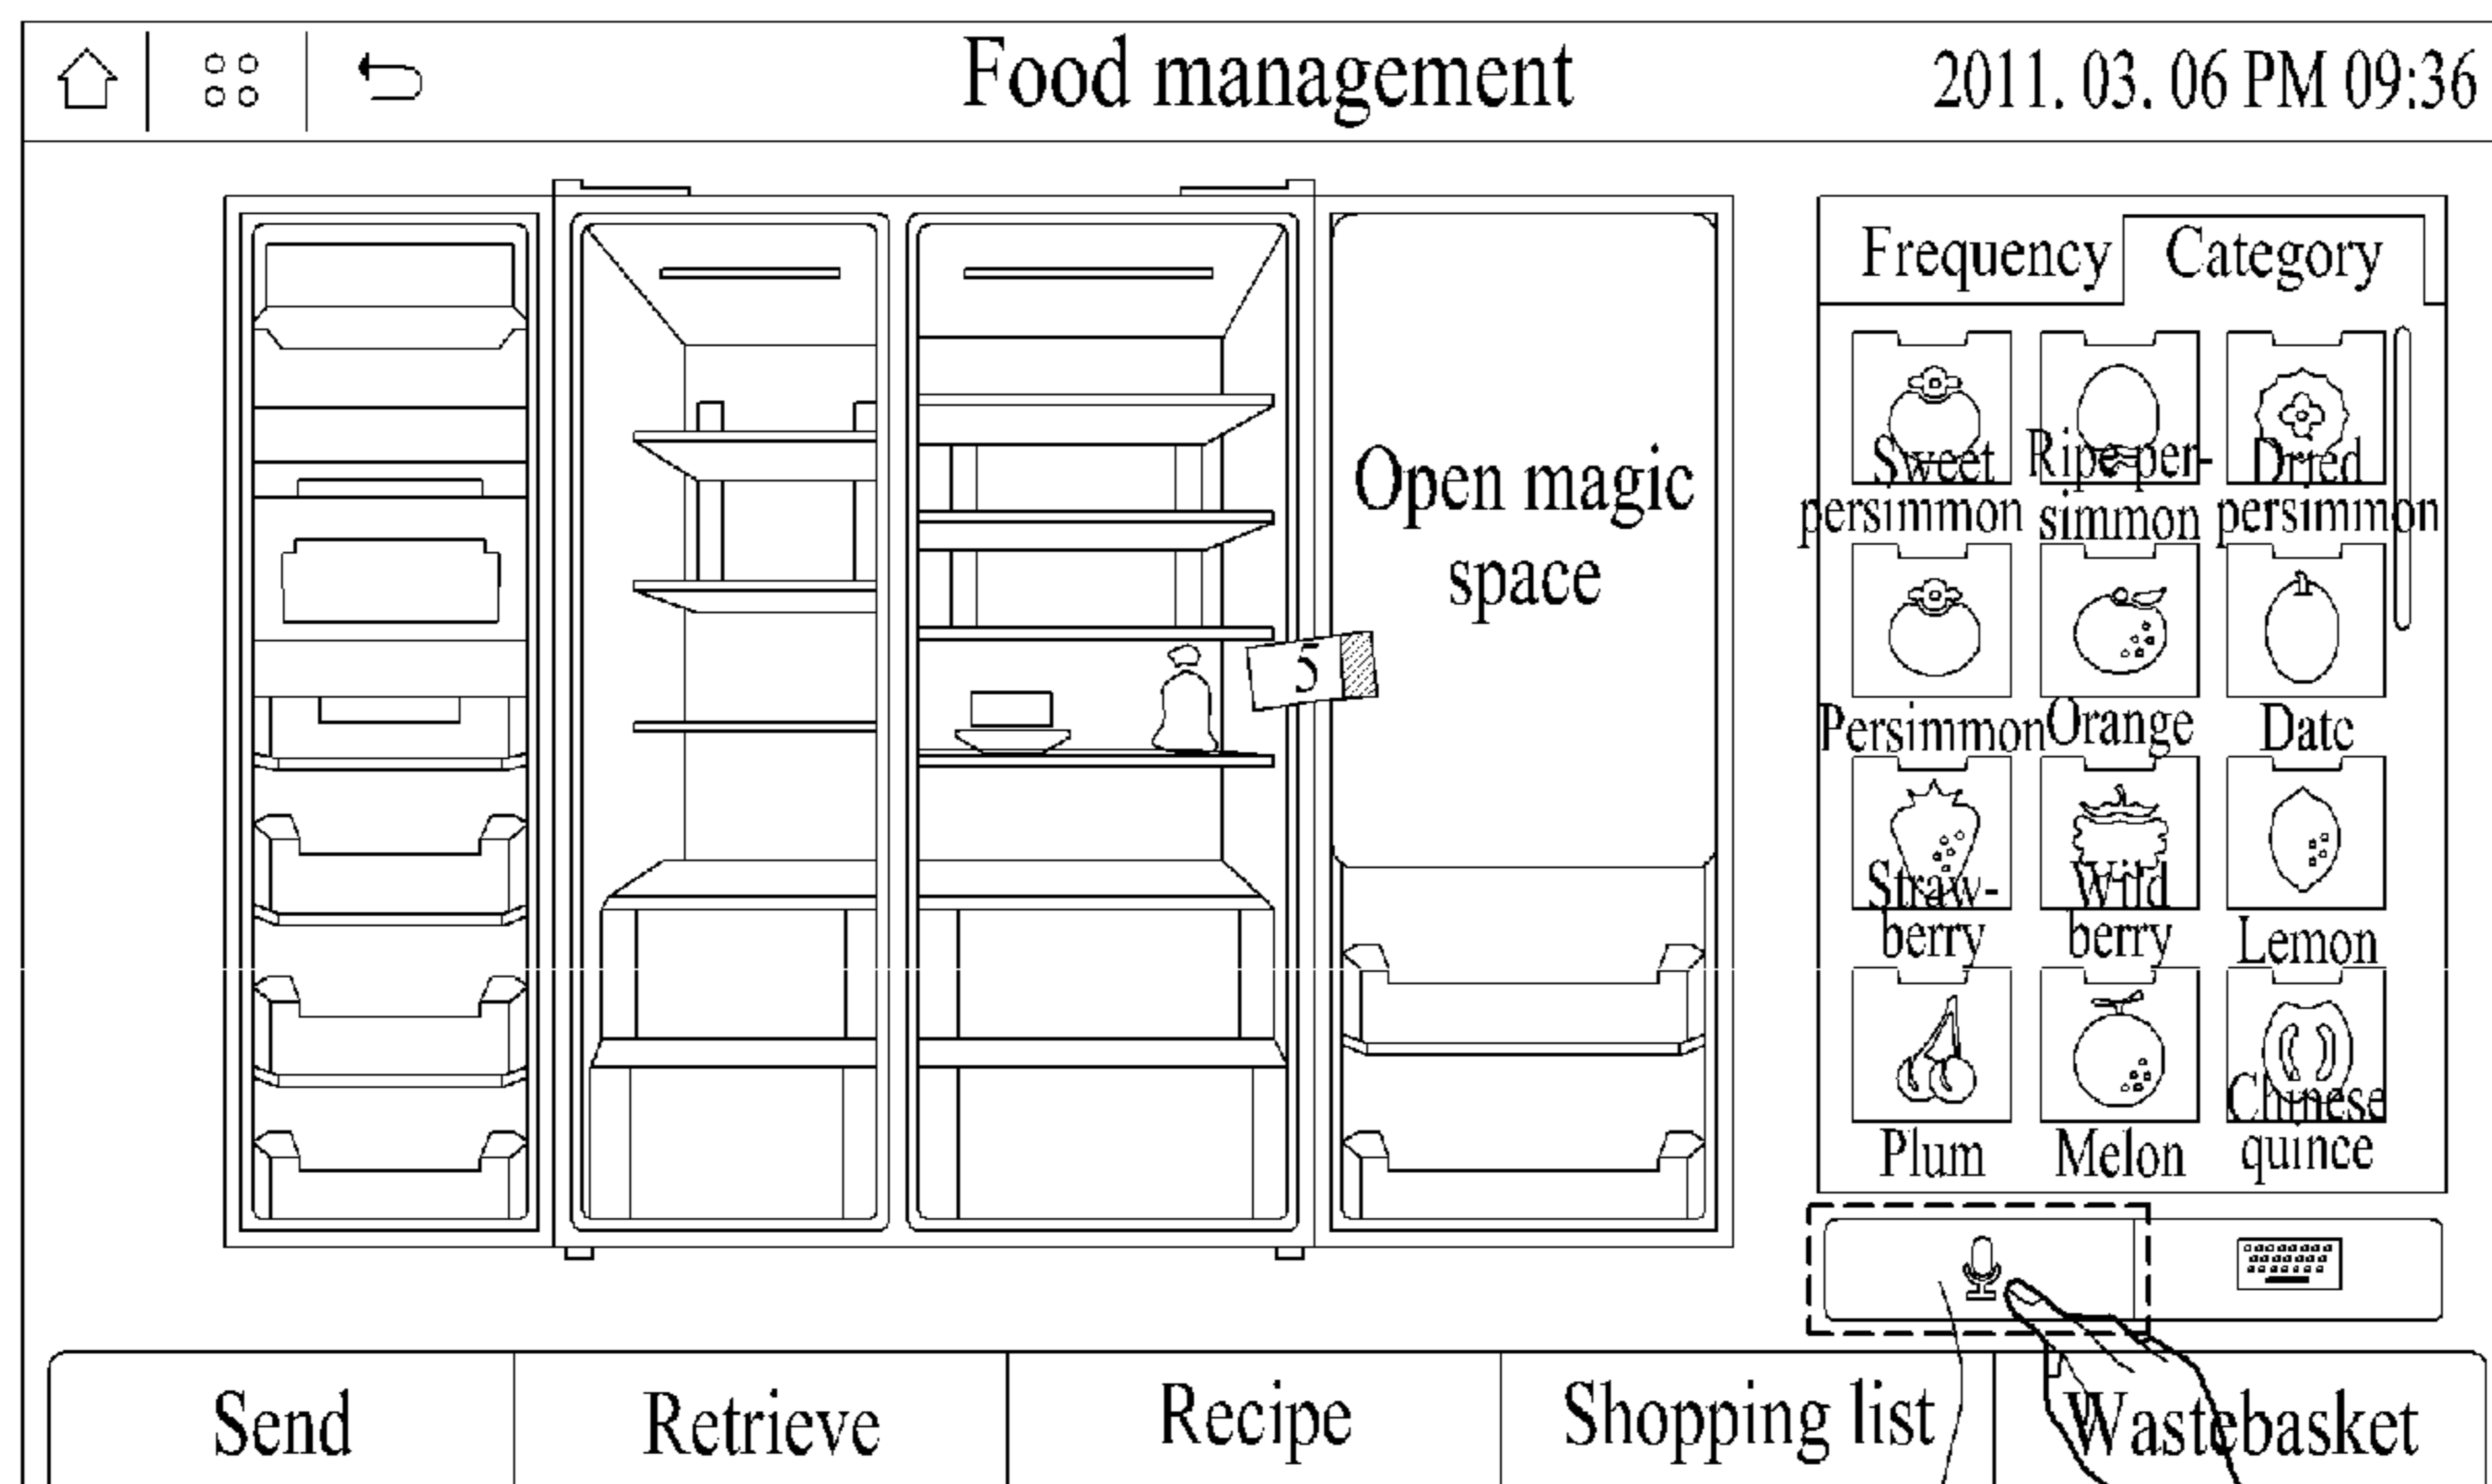 Food management
2011. 03. 06 PM 09:36
Frequency
Category
Open magic
space
5
Sweet
persimmon
Ripe per-
simmon
Dried
persimmon
Persimmon
Orange
Date
Straw-
berry
Wild
berry
Lemon
Plum
Melon
Chinese
quince
Send
Retrieve
Recipe
Shopping list
Wastebasket